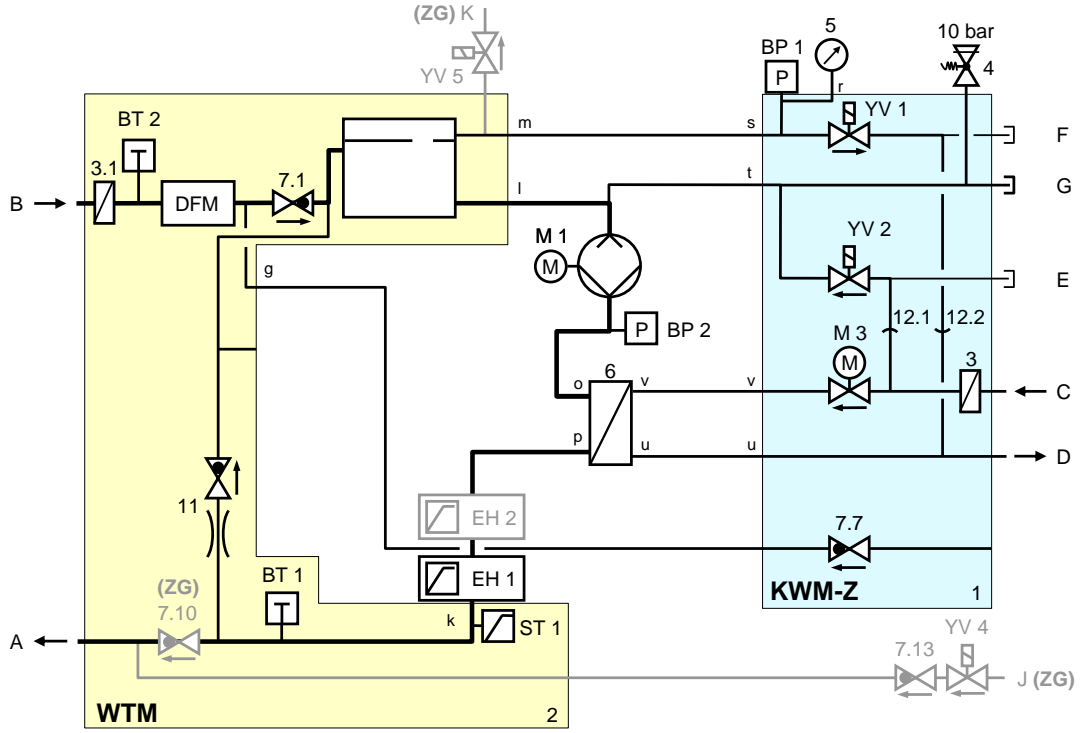 (ZG) K
YV 5
5
BP 1
P
r
10 bar
4
BT 2
YV 1
m
s
F
3.1
7.1
t
B
DFM
l
G
M 1
YV 2
M
g
E
12.1
12.2
P
BP 2
M 3
M
6
3
o
v
v
C
p
u
u
D
EH 2
11
7.7
BT 1
EH 1
(ZG)
7.10
KWM-Z
1
k
ST 1
A
YV 4
7.13
J (ZG)
WTM
2